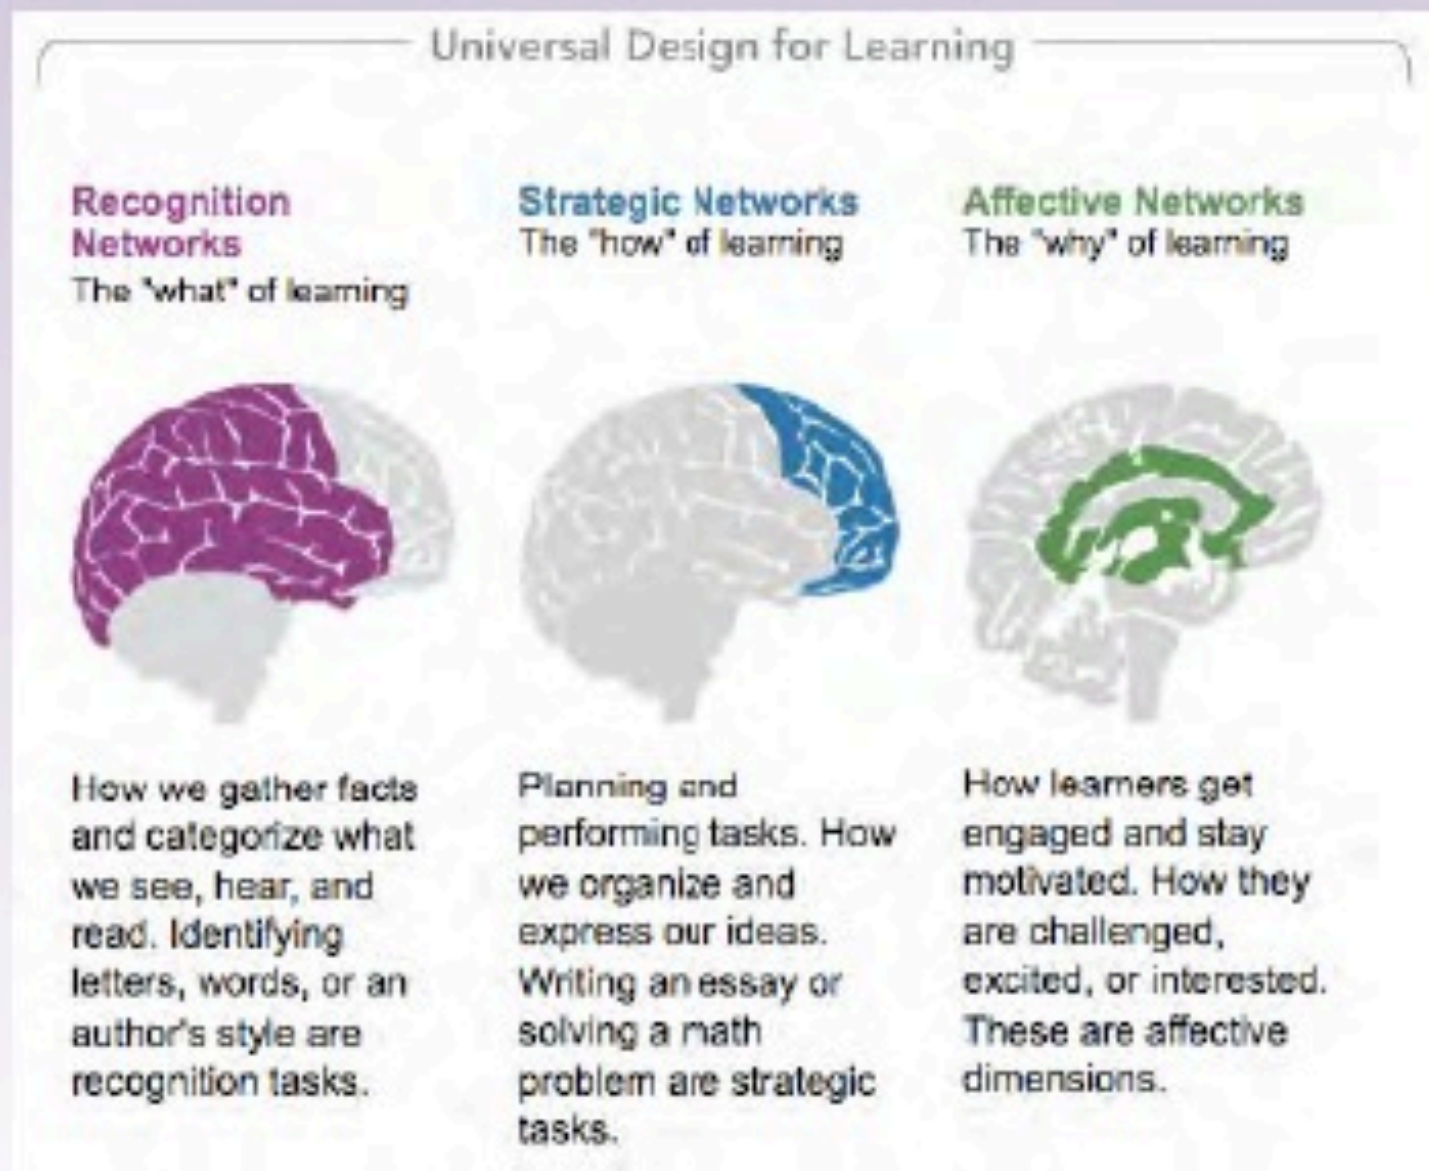 Universal Design for Learning
Recognition
Networks
The "what" of learning
How we gather facts
and categorize what
we see, hear, and
read. Identifying
letters, words, or an
author's style are
recognition tasks.
Strategic Networks
The "how" of learning
Planning and
performing tasks. How
we organize and
express our ideas.
Writing an essay or
solving a math
problem are strategic
tasks.
Affective Networks
The "why" of learning
How learners get
engaged and stay
motivated. How they
are challenged,
excited, or interested.
These are affective
dimensions.